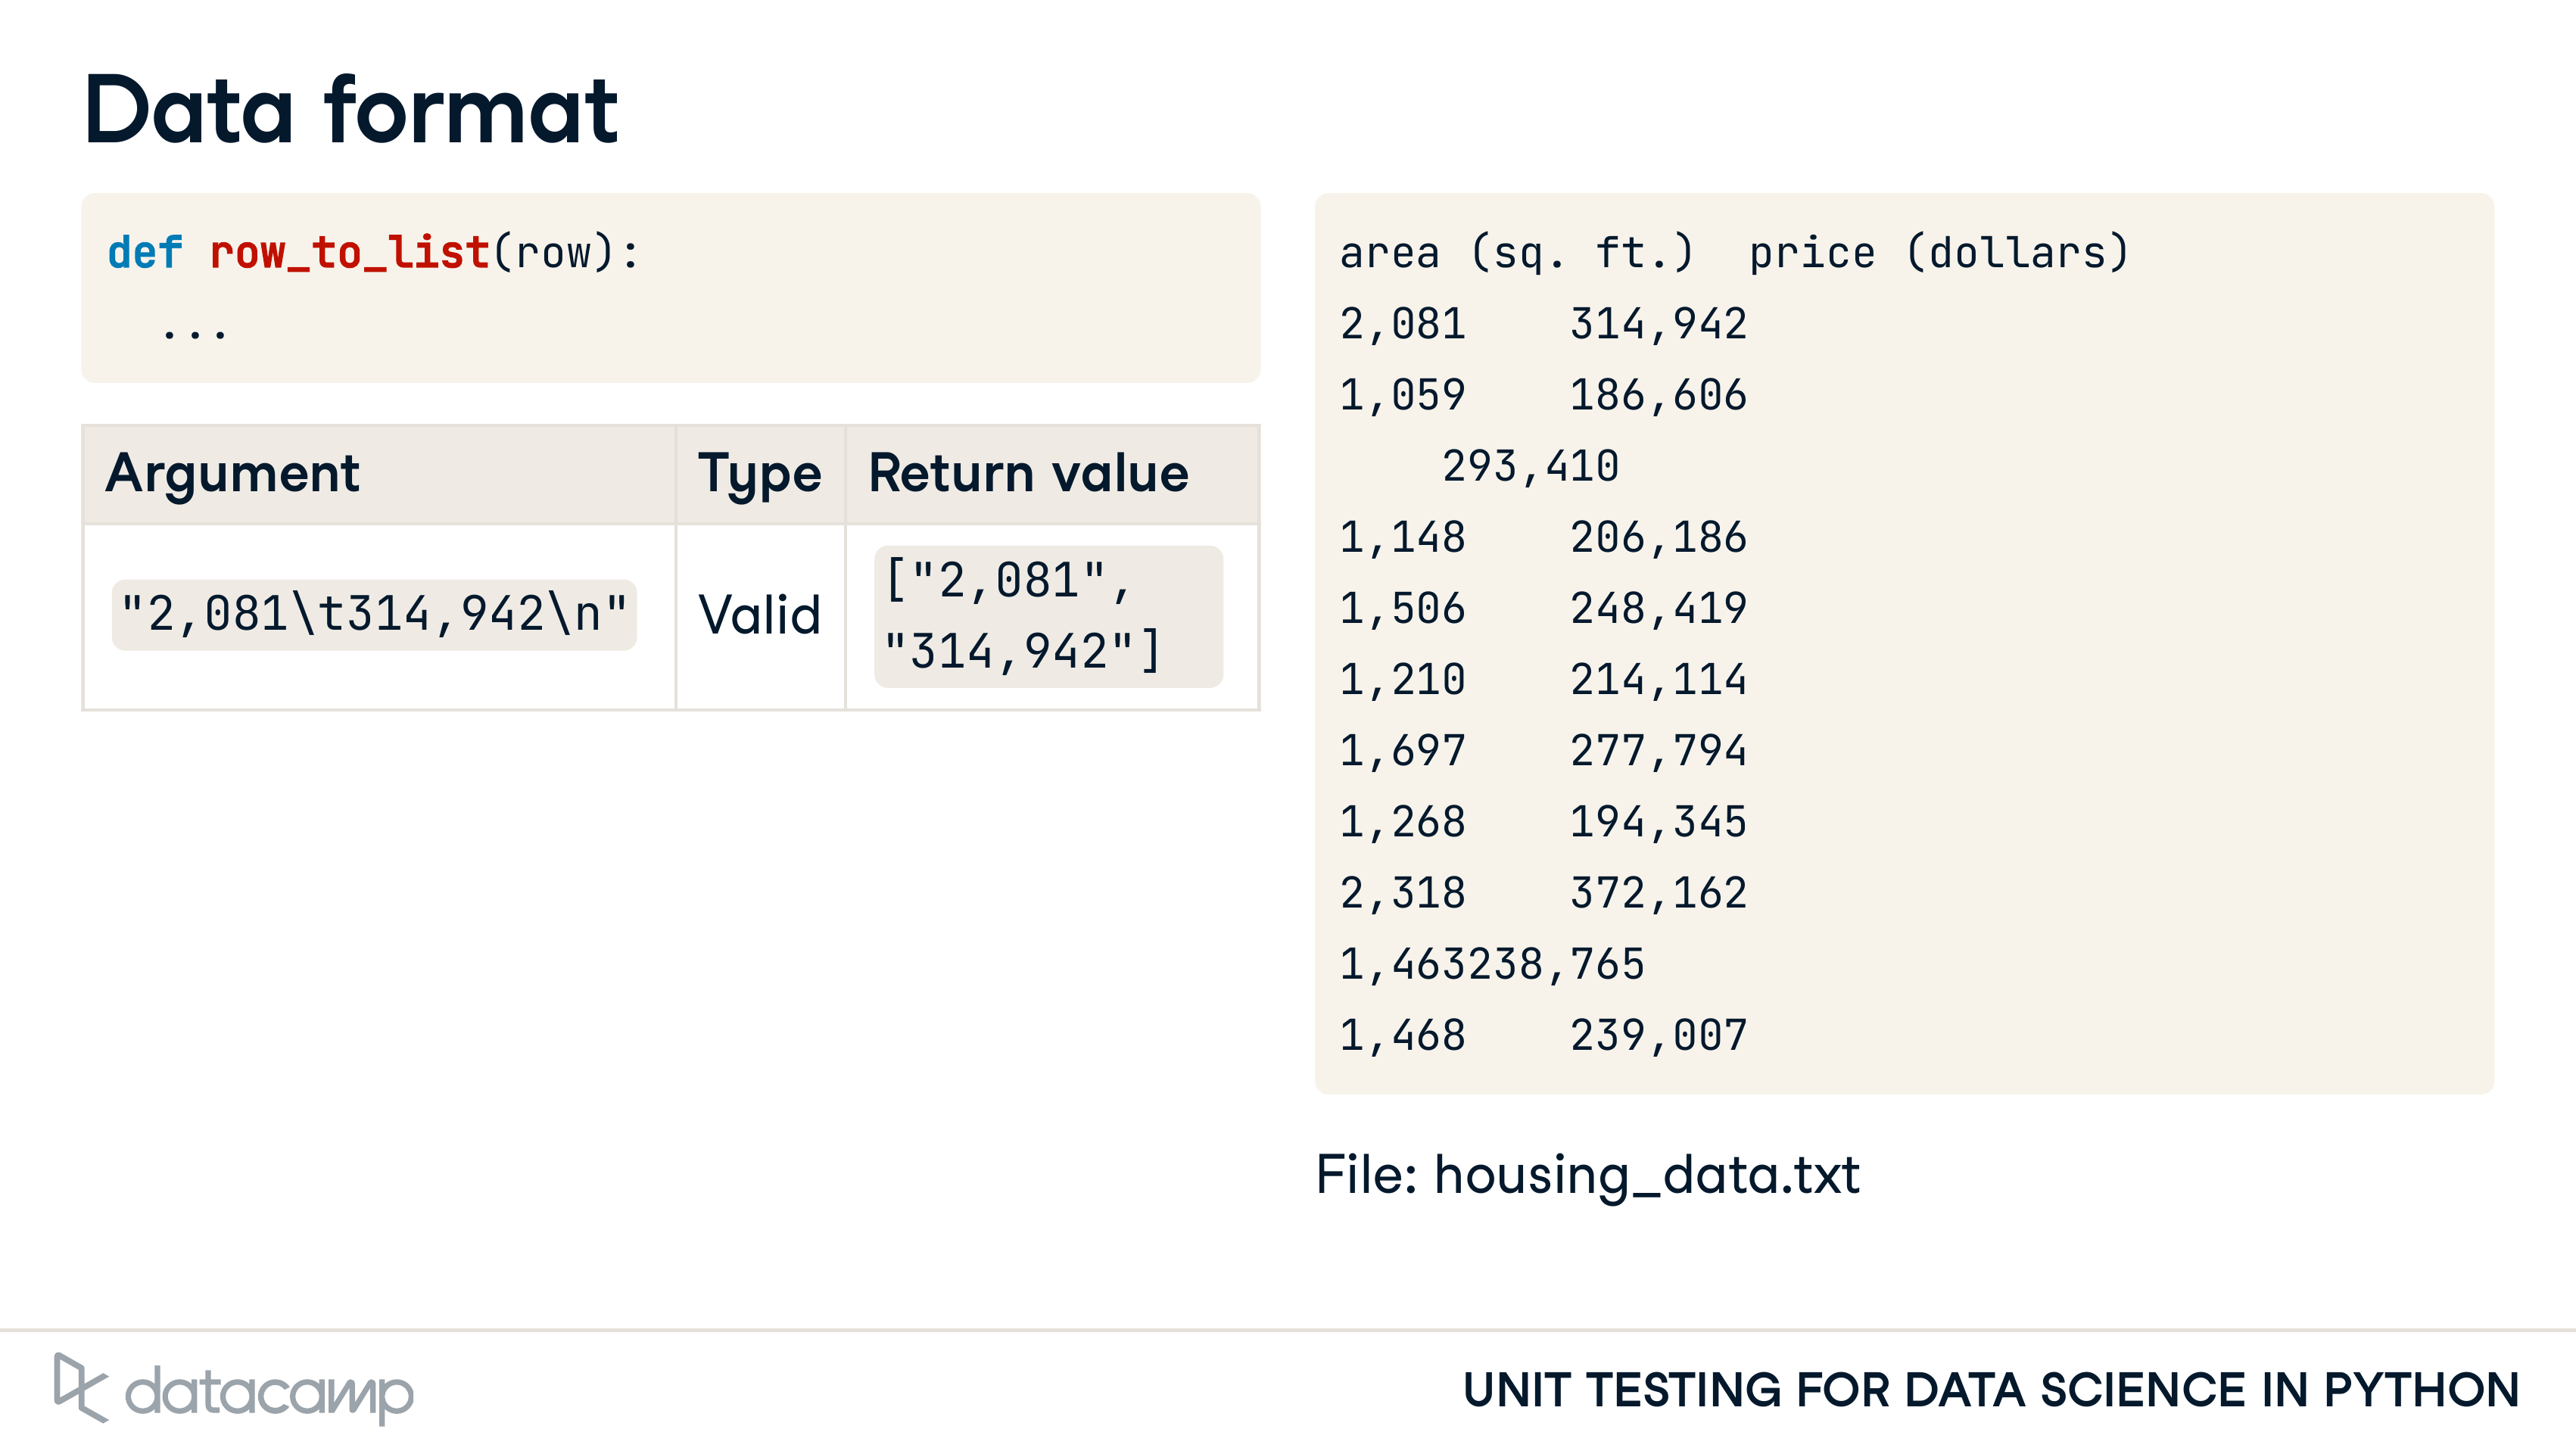 Data format
def row_to_list(row):
...
Argument Type Return value
"2,081\t314,942\n" Valid ["2,081",
"314,942"]
area (sq. ft.)  price (dollars)
2,081    314,942
1,059    186,606
    293,410
1,148    206,186
1,506    248,419
1,210    214,114
1,697    277,794
1,268    194,345
2,318    372,162
1,463238,765
1,468    239,007
File: housing_data.txt
datacamp
UNIT TESTING FOR DATA SCIENCE IN PYTHON